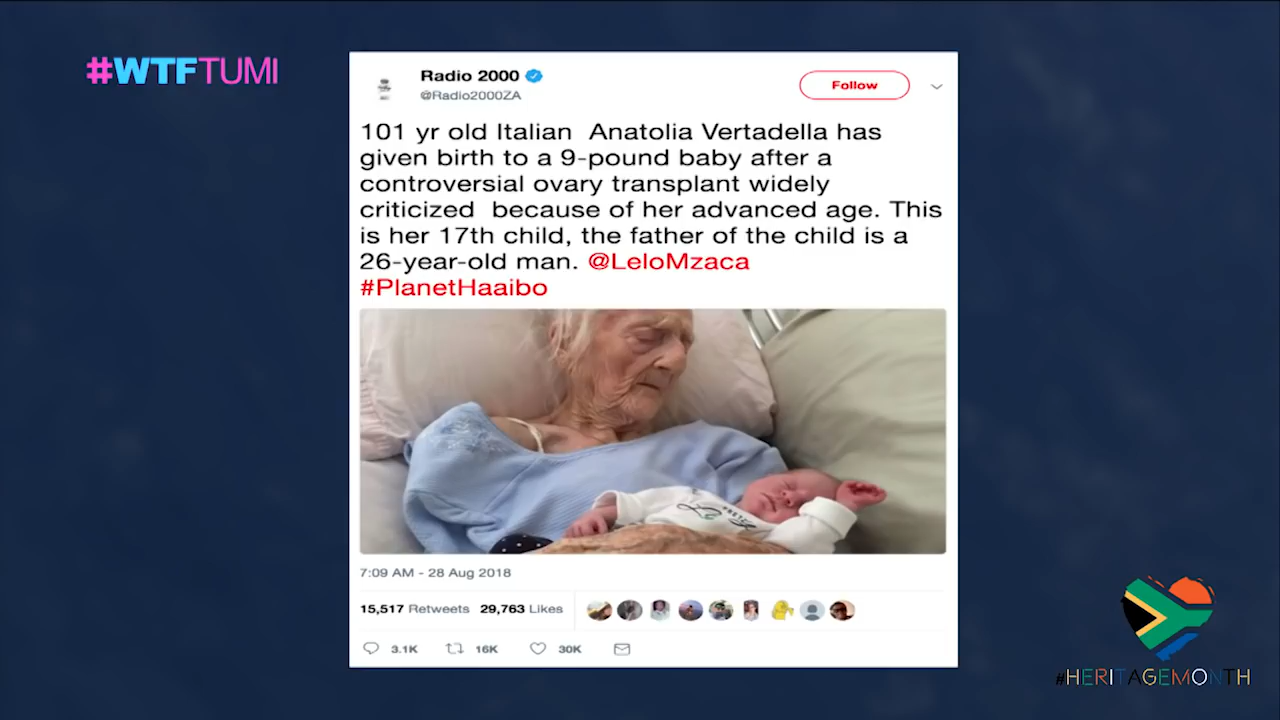 #WTFTUMI
Radio 2000
@Radio2000ZA
Follow
101 yr old Italian Anatolia Vertadella has
given birth to a 9-pound baby after a
controversial ovary transplant widely
criticized because of her advanced age. This
is her 17th child, the father of the child is a
26-year-old man. @LeloMzaca
#PlanetHaaibo
7:09 AM - 28 Aug 2018
15,517 Retweets 29,763 Likes
3.1K 16K 30K
#HERITAGEMONTH